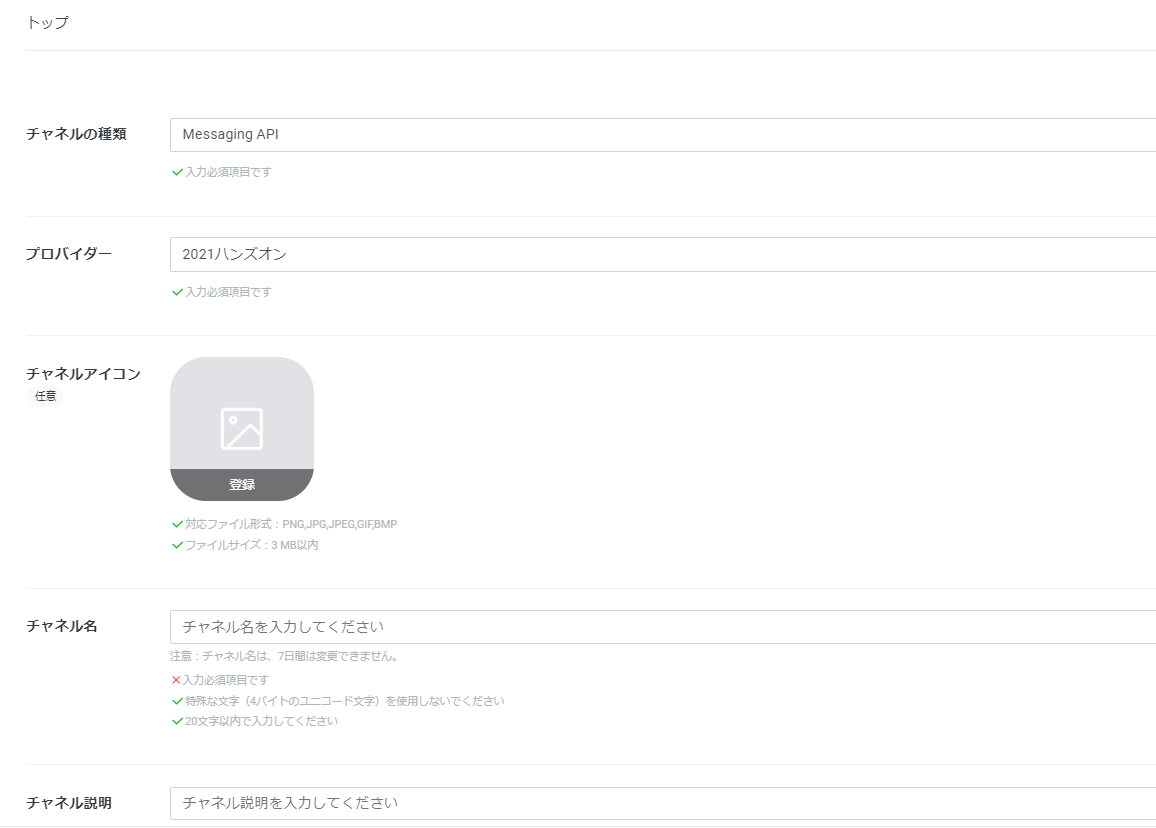 トップ
チャネルの種類
Messaging API
入力必須項目です
プロバイダー
2021ハンズオン
入力必須項目です
チャネルアイコン
任意
登録
対応ファイル形式：PNG,JPG,JPEG,GIF,BMP
ファイルサイズ：3 MB以内
チャネル名
チャネル名を入力してください
注意：チャネル名は、7日間は変更できません。
入力必須項目です
特殊な文字（4バイトのユニコード文字）を使用しないでください
20文字以内で入力してください
チャネル説明
チャネル説明を入力してください